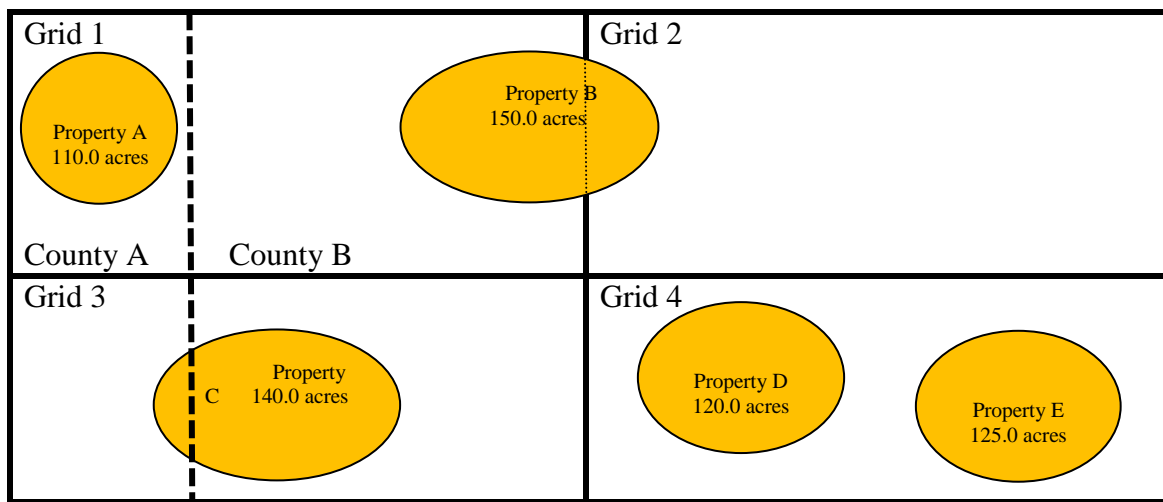 Grid 1
Grid 2
Property A
110.0 acres
Property B
150.0 acres
County A
County B
Grid 3
Grid 4
Property
C 140.0 acres
Property D
120.0 acres
Property E
125.0 acres